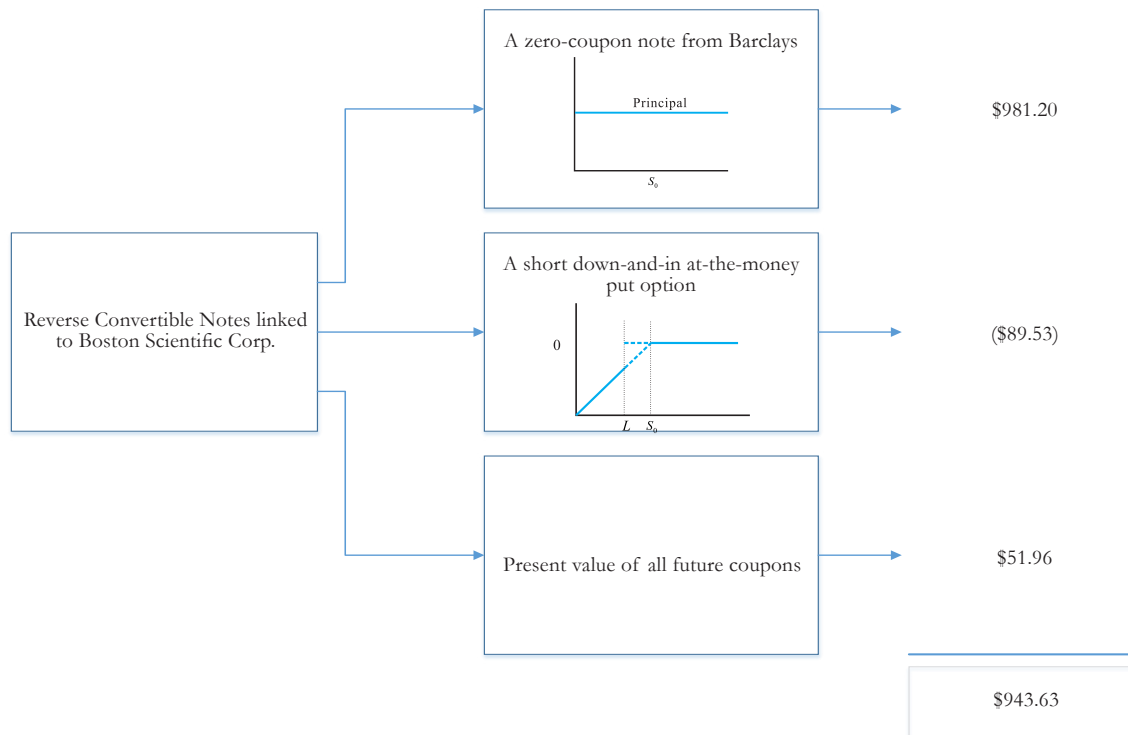 A zero-coupon note from Barclays
Principal
S₀
$981.20
Reverse Convertible Notes linked
to Boston Scientific Corp.
A short down-and-in at-the-money
put option
0
L S₀
($89.53)
Present value of all future coupons
$51.96
$943.63